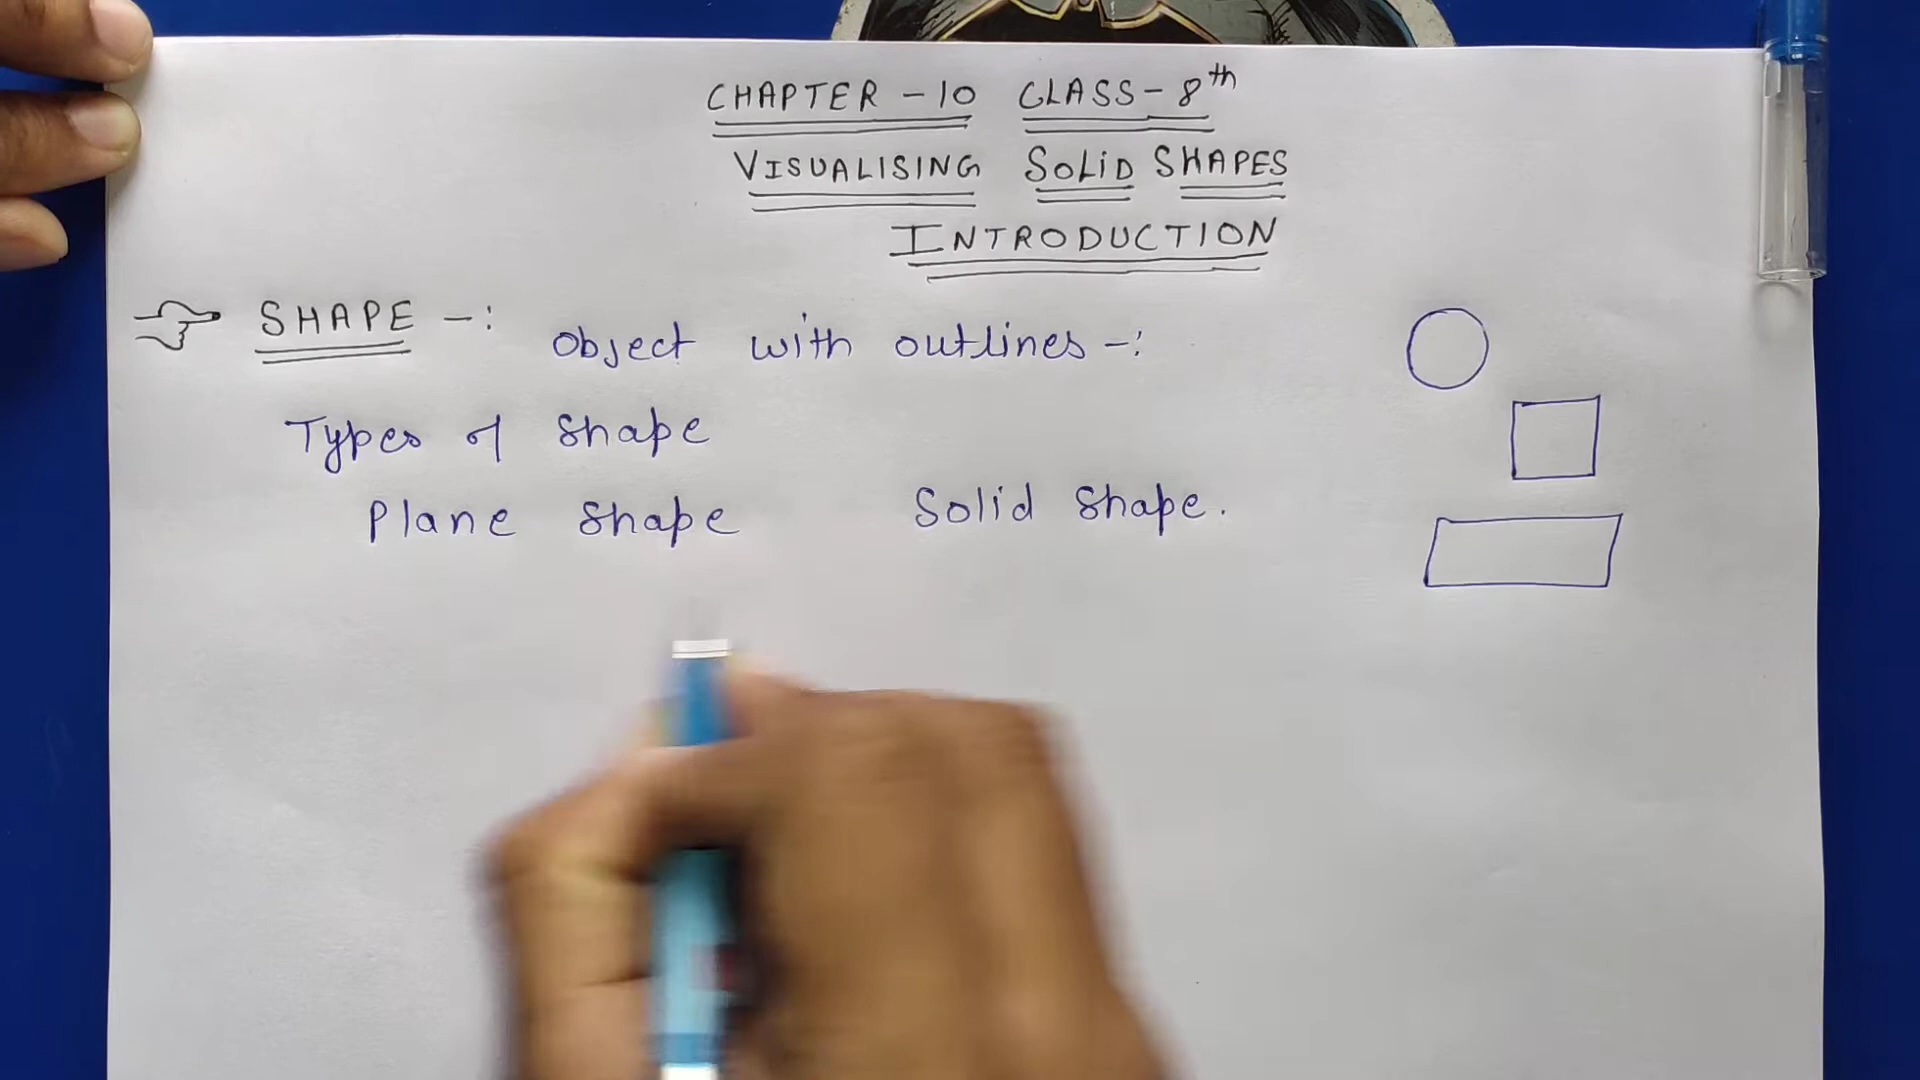 CHAPTER - 10 CLASS - 8th
VISUALISING SOLID SHAPES
INTRODUCTION
SHAPE -: Object with outlines -:
Types of shape
Plane shape Solid shape.